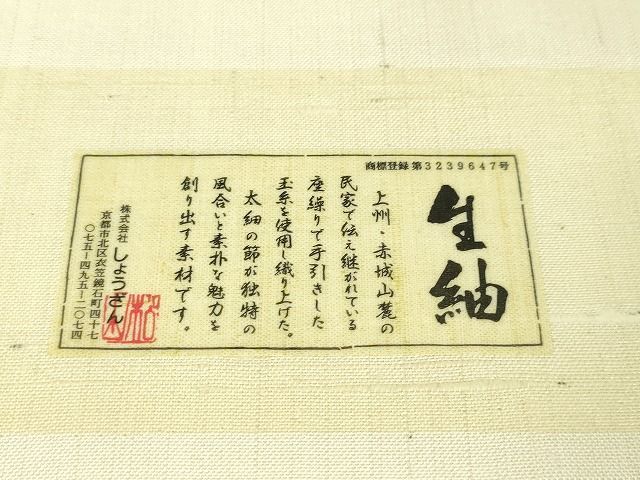 商標登録 第3239647号
生紬
上州・赤城山麓の
民家で伝え継がれている
座繰りで手引きした
玉糸を使用し織り上げた。
太細の節が独特の
風合いと素朴な魅力を
創り出す素材です。
株式会社 しょうざん
京都市北区衣笠鏡石町四十七
〇七五-四九五-二〇七四